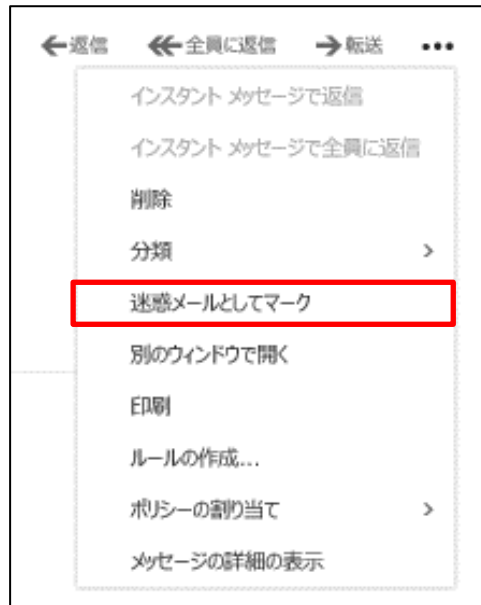 返信 全員に返信 転送 •••
インスタント メッセージで返信
インスタント メッセージで全員に返信
削除
分類 >
迷惑メールとしてマーク
別のウィンドウで開く
印刷
ルールの作成...
ポリシーの割り当て >
メッセージの詳細の表示